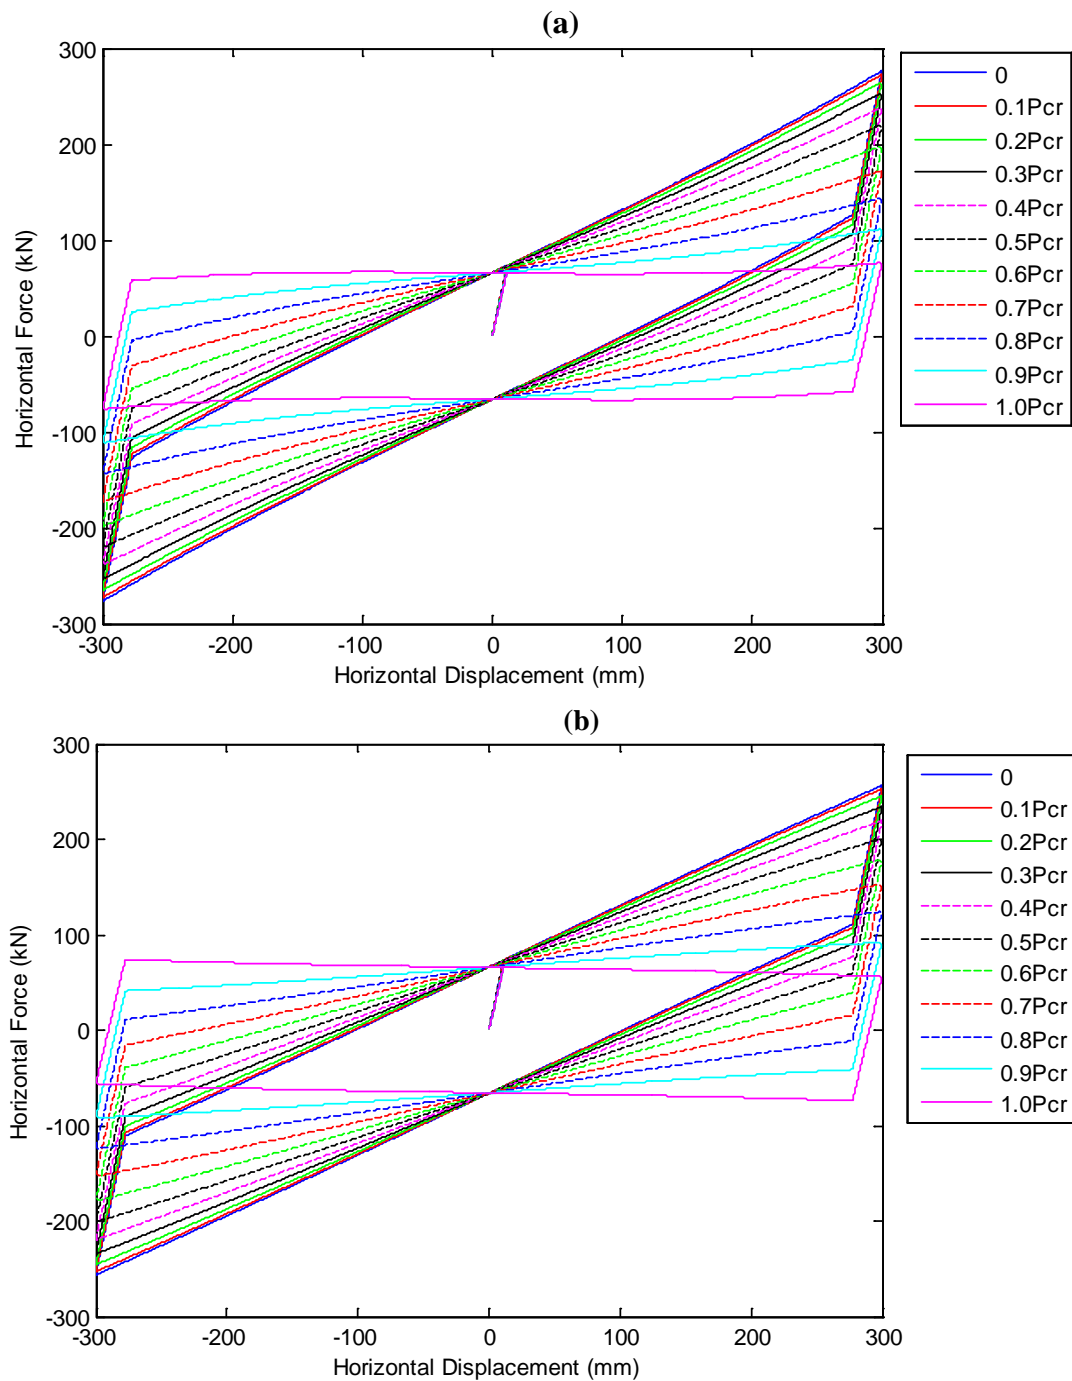 (a)
300
200
100
0
-100
-200
-300
Horizontal Force (kN)
-300 -200 -100 0 100 200 300
Horizontal Displacement (mm)
0
0.1Pcr
0.2Pcr
0.3Pcr
0.4Pcr
0.5Pcr
0.6Pcr
0.7Pcr
0.8Pcr
0.9Pcr
1.0Pcr
(b)
300
200
100
0
-100
-200
-300
Horizontal Force (kN)
-300 -200 -100 0 100 200 300
Horizontal Displacement (mm)
0
0.1Pcr
0.2Pcr
0.3Pcr
0.4Pcr
0.5Pcr
0.6Pcr
0.7Pcr
0.8Pcr
0.9Pcr
1.0Pcr